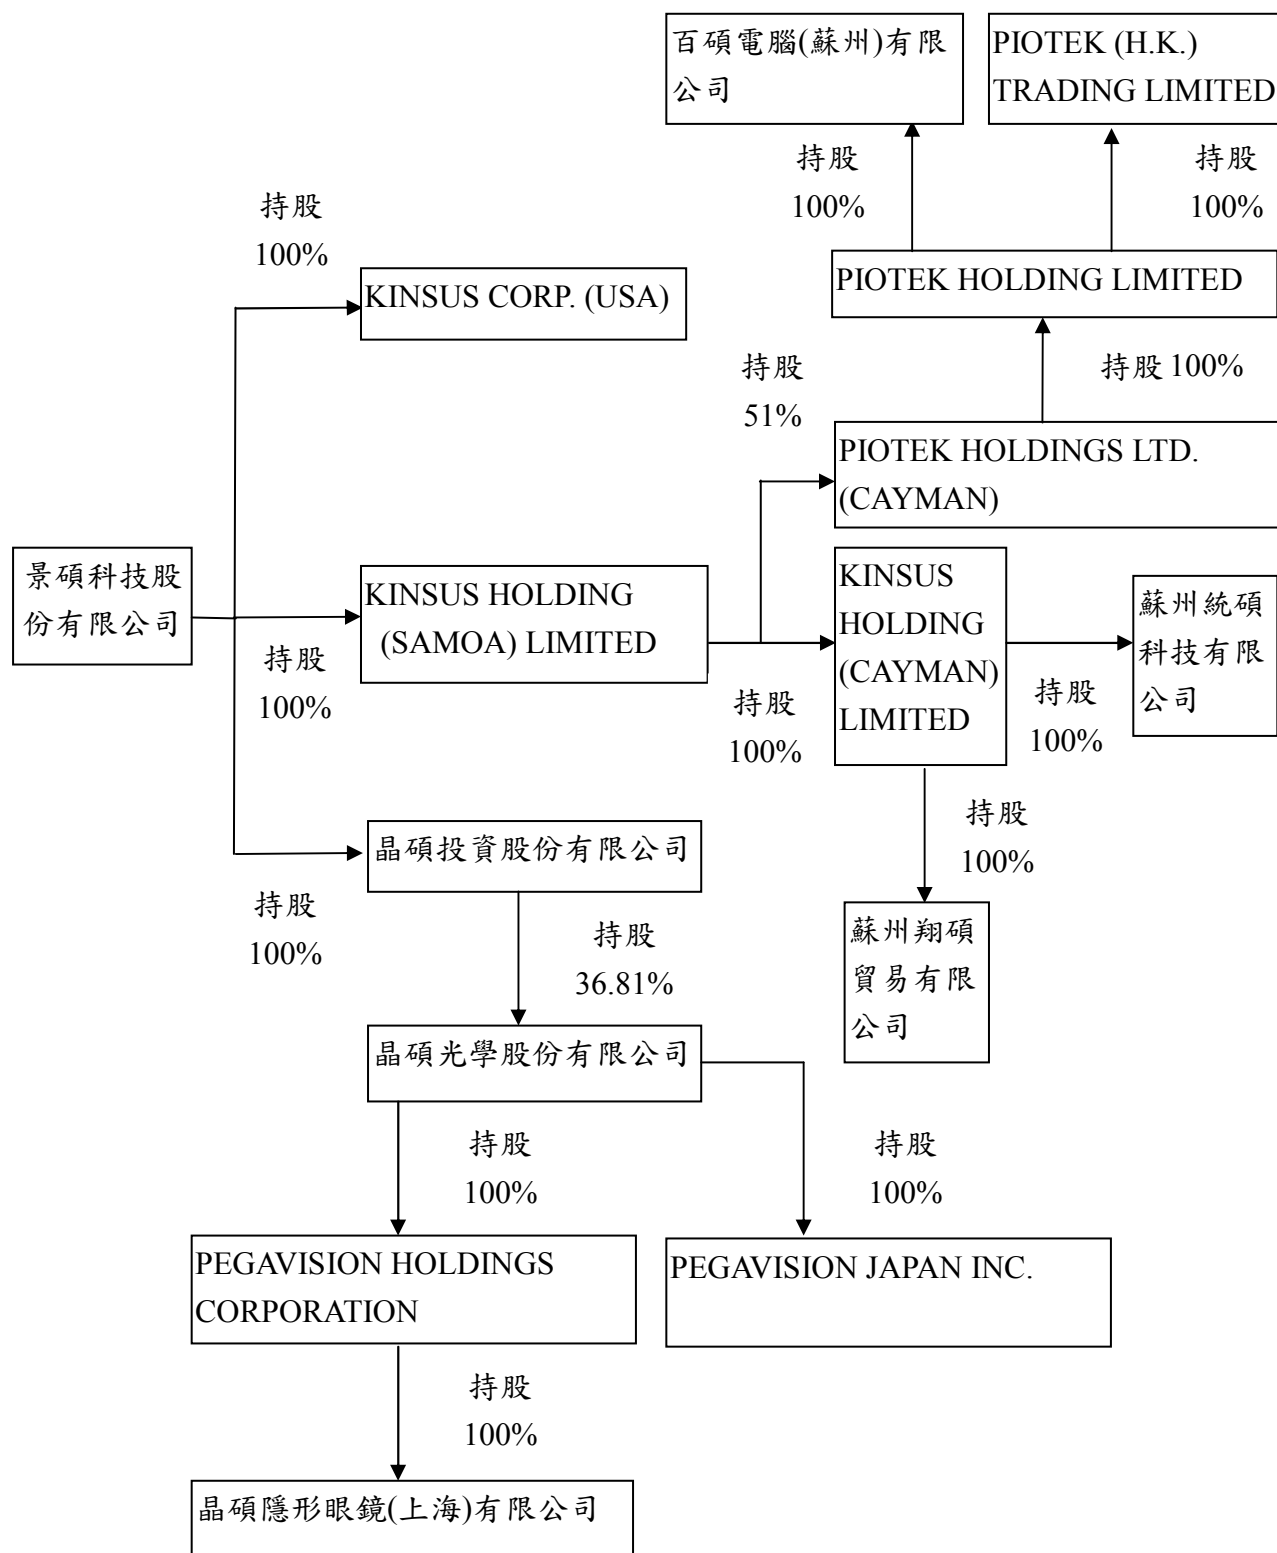 百碩電腦(蘇州)有限
公司
PIOTEK (H.K.)
TRADING LIMITED
持股
100%
持股
100%
持股
100%
KINSUS CORP. (USA)
PIOTEK HOLDING LIMITED
持股
51%
持股 100%
PIOTEK HOLDINGS LTD.
(CAYMAN)
景碩科技股
份有限公司
KINSUS HOLDING
(SAMOA) LIMITED
KINSUS
HOLDING
(CAYMAN)
LIMITED
蘇州統碩
科技有限
公司
持股
100%
持股
100%
持股
100%
晶碩投資股份有限公司
持股
100%
持股
100%
持股
36.81%
蘇州翔碩
貿易有限
公司
晶碩光學股份有限公司
持股
100%
持股
100%
PEGAVISION HOLDINGS
CORPORATION
PEGAVISION JAPAN INC.
持股
100%
晶碩隱形眼鏡(上海)有限公司